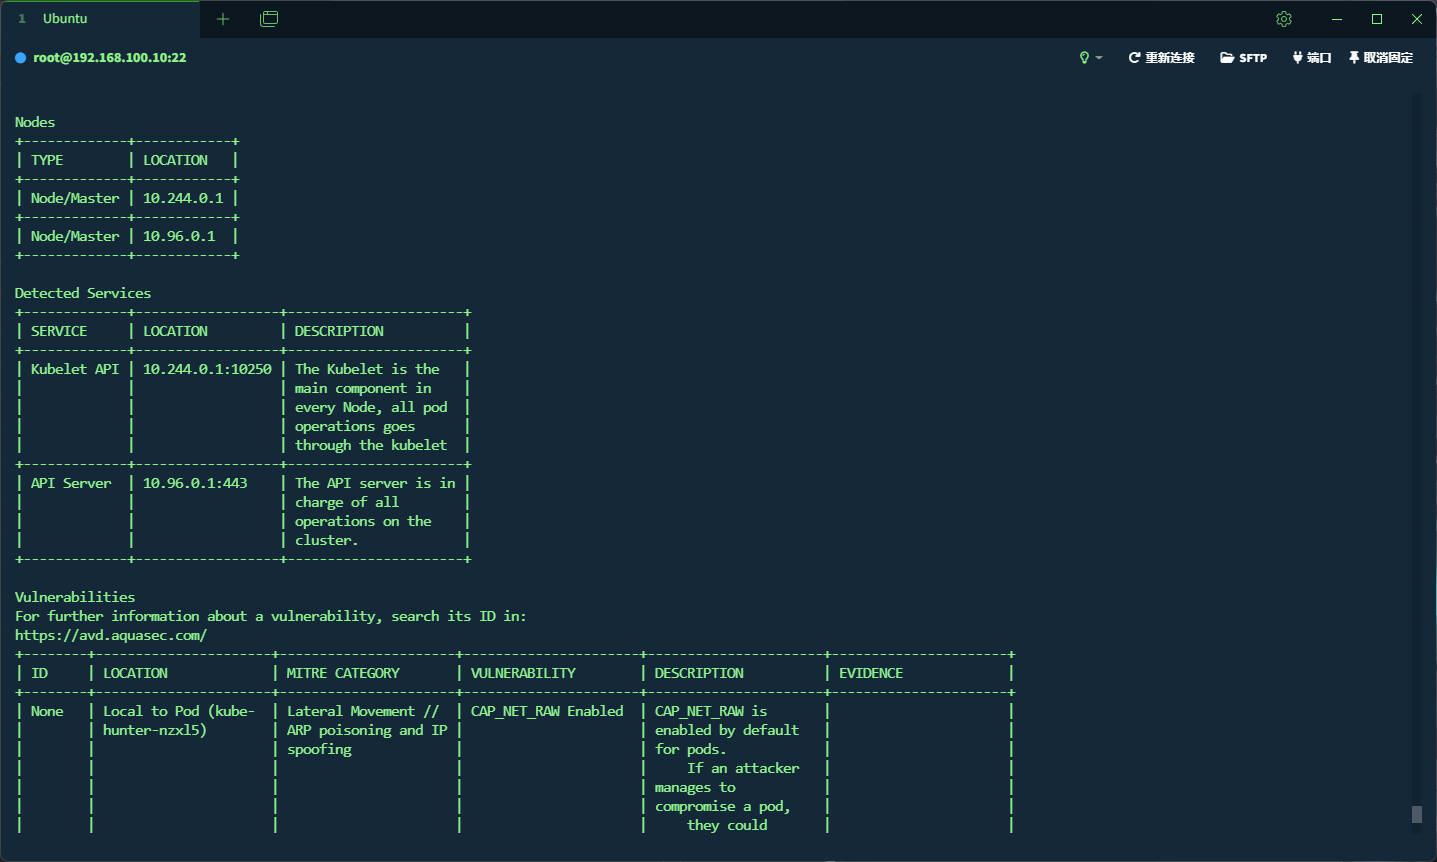 1 Ubuntu
root@192.168.100.10:22 重新连接 SFTP 端口 取消固定
Nodes
+-------------+------------+
| TYPE        | LOCATION   |
+-------------+------------+
| Node/Master | 10.244.0.1 |
+-------------+------------+
| Node/Master | 10.96.0.1  |
+-------------+------------+
Detected Services
+-------------+------------------+----------------------+
| SERVICE     | LOCATION         | DESCRIPTION          |
+-------------+------------------+----------------------+
| Kubelet API | 10.244.0.1:10250 | The Kubelet is the   |
|             |                  | main component in    |
|             |                  | every Node, all pod  |
|             |                  | operations goes      |
|             |                  | through the kubelet  |
+-------------+------------------+----------------------+
| API Server  | 10.96.0.1:443    | The API server is in |
|             |                  | charge of all        |
|             |                  | operations on the    |
|             |                  | cluster.             |
+-------------+------------------+----------------------+
Vulnerabilities
For further information about a vulnerability, search its ID in:
https://avd.aquasec.com/
+--------+----------------------+----------------------+----------------------+----------------------+----------------------+
| ID     | LOCATION             | MITRE CATEGORY       | VULNERABILITY        | DESCRIPTION          | EVIDENCE             |
+--------+----------------------+----------------------+----------------------+----------------------+----------------------+
| None   | Local to Pod (kube-  | Lateral Movement //  | CAP_NET_RAW Enabled  | CAP_NET_RAW is       |                      |
|        | hunter-nzxl5)        | ARP poisoning and IP |                      | enabled by default   |                      |
|        |                      | spoofing             |                      | for pods.            |                      |
|        |                      |                      |                      |     If an attacker   |                      |
|        |                      |                      |                      | manages to           |                      |
|        |                      |                      |                      | compromise a pod,    |                      |
|        |                      |                      |                      |     they could       |                      |